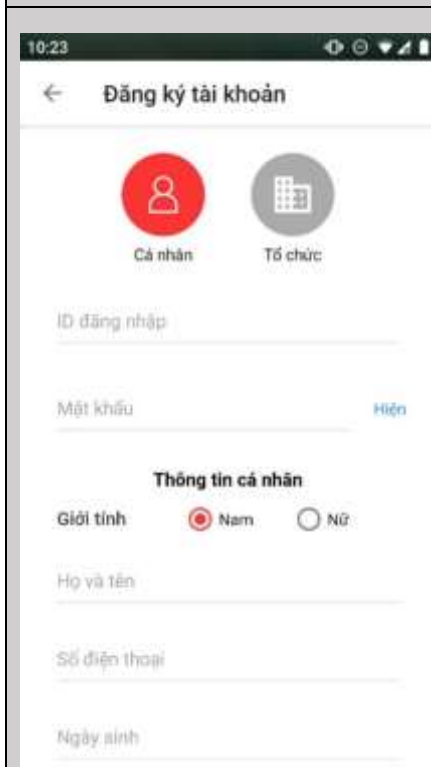 10:23
Đăng ký tài khoản
Cá nhân Tổ chức
ID đăng nhập
Mật khẩu Hiện
Thông tin cá nhân
Giới tính Nam Nữ
Họ và tên
Số điện thoại
Ngày sinh